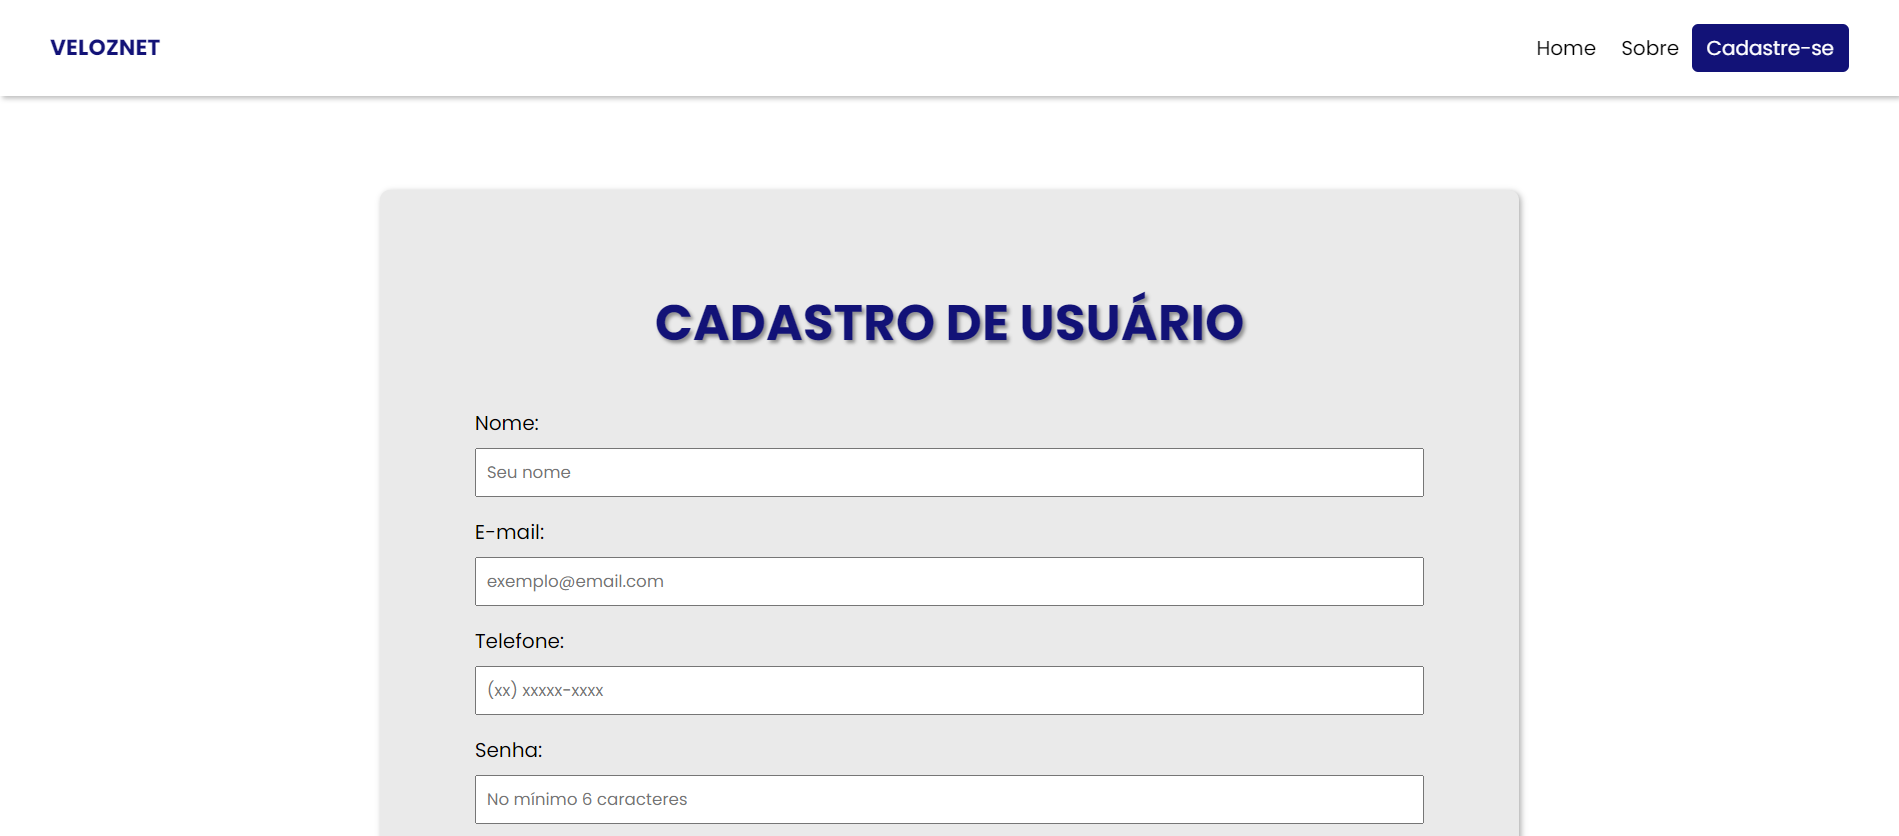 VELOZNET
Home Sobre Cadastre-se
CADASTRO DE USUÁRIO
Nome:
Seu nome
E-mail:
exemplo@email.com
Telefone:
(xx) xxxxx-xxxx
Senha:
No mínimo 6 caracteres